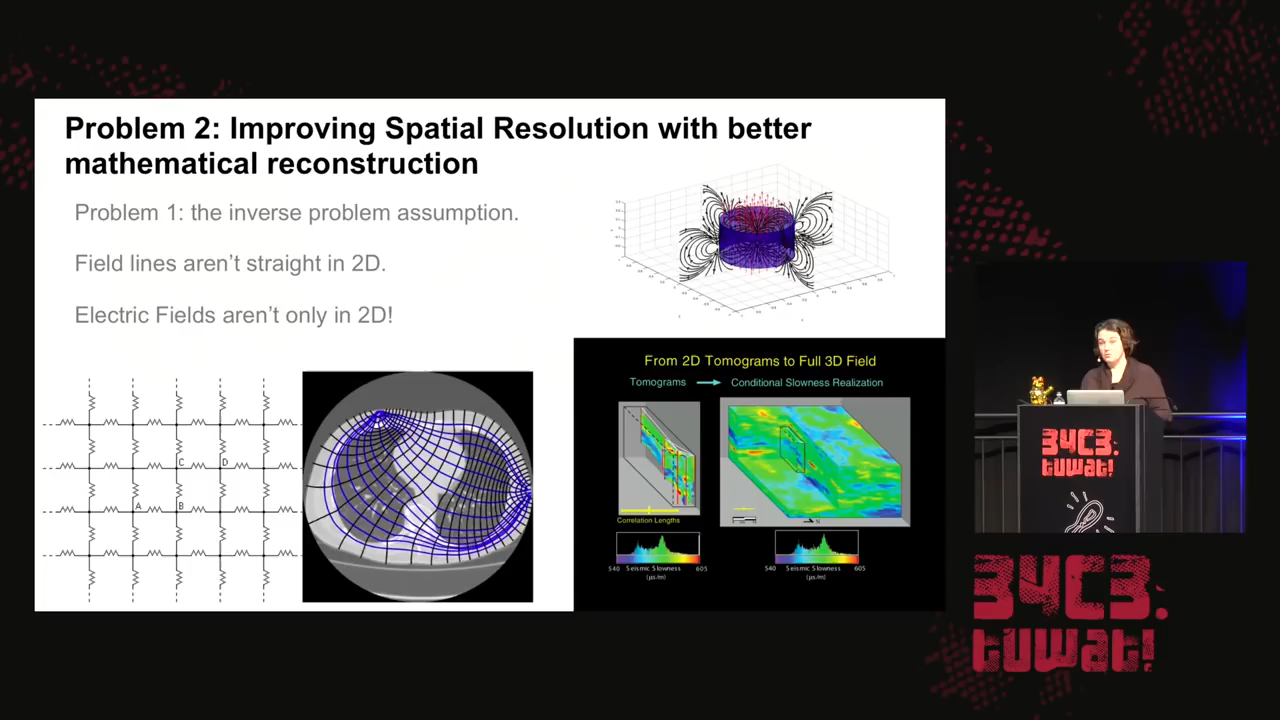 Problem 2: Improving Spatial Resolution with better
mathematical reconstruction
Problem 1: the inverse problem assumption.
Field lines aren't straight in 2D.
Electric Fields aren't only in 2D!
C
D
A
B
From 2D Tomograms to Full 3D Field
Tomograms
Conditional Slowness Realization
Correlation Lengths
N
540 Seismic Slowness 605
(µs/m)
540 Seismic Slowness 605
(µs/m)
34C3.
tuwat!
34C3.
tuwat!